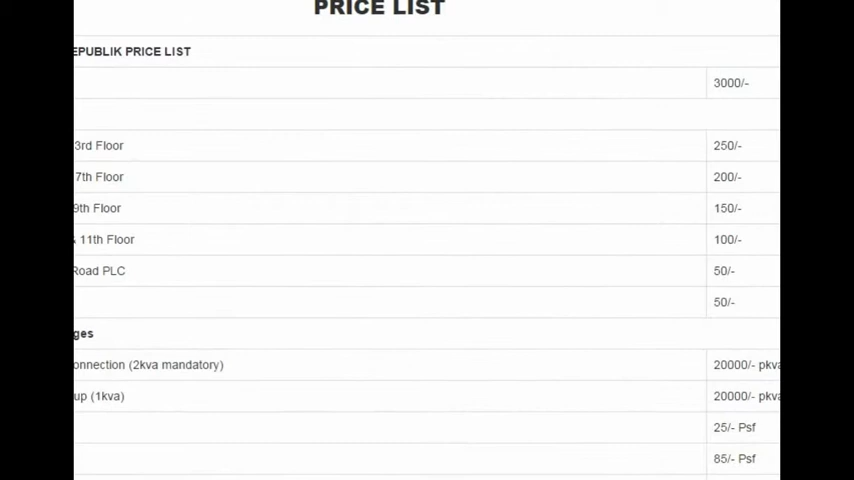 PRICE LIST
EPUBLIK PRICE LIST
3000/-
3rd Floor 250/-
7th Floor 200/-
9th Floor 150/-
& 11th Floor 100/-
Road PLC 50/-
50/-
ges
onnection (2kva mandatory) 20000/- pkva
up (1kva) 20000/- pkva
25/- Psf
85/- Psf